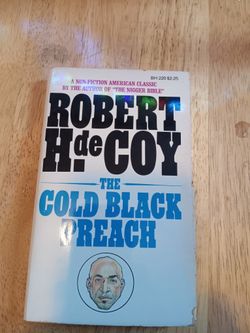 BH 220 $2.25
A NON-FICTION AMERICAN CLASSIC
BY THE AUTHOR OF "THE NIGGER BIBLE"
ROBERT
H. de COY
THE
COLD BLACK
PREACH